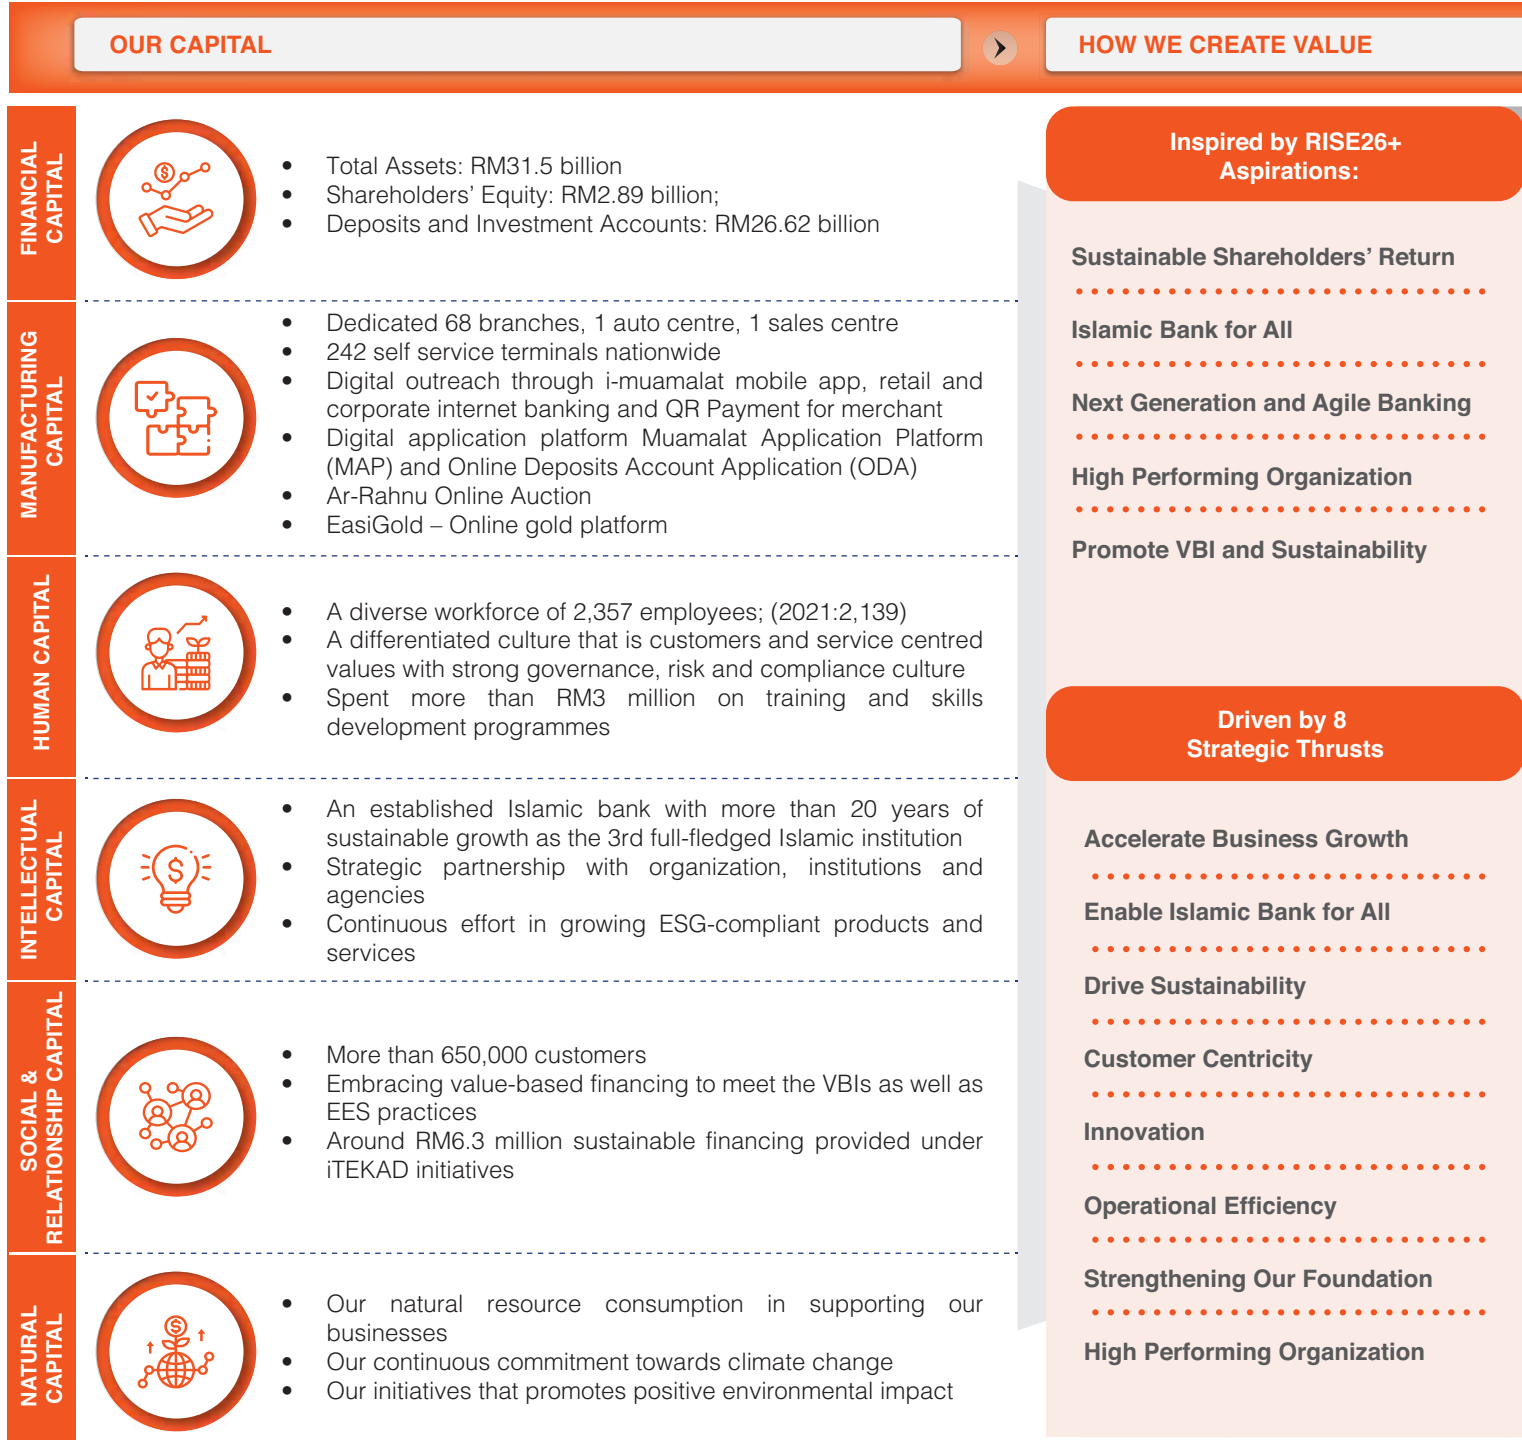 OUR CAPITAL
HOW WE CREATE VALUE
FINANCIAL
CAPITAL
• Total Assets: RM31.5 billion
• Shareholders’ Equity: RM2.89 billion;
• Deposits and Investment Accounts: RM26.62 billion
MANUFACTURING
CAPITAL
• Dedicated 68 branches, 1 auto centre, 1 sales centre
• 242 self service terminals nationwide
• Digital outreach through i-muamalat mobile app, retail and
corporate internet banking and QR Payment for merchant
• Digital application platform Muamalat Application Platform
(MAP) and Online Deposits Account Application (ODA)
• Ar-Rahnu Online Auction
• EasiGold – Online gold platform
HUMAN CAPITAL
• A diverse workforce of 2,357 employees; (2021:2,139)
• A differentiated culture that is customers and service centred
values with strong governance, risk and compliance culture
• Spent more than RM3 million on training and skills
development programmes
INTELLECTUAL
CAPITAL
• An established Islamic bank with more than 20 years of
sustainable growth as the 3rd full-fledged Islamic institution
• Strategic partnership with organization, institutions and
agencies
• Continuous effort in growing ESG-compliant products and
services
SOCIAL &
RELATIONSHIP CAPITAL
• More than 650,000 customers
• Embracing value-based financing to meet the VBIs as well as
EES practices
• Around RM6.3 million sustainable financing provided under
iTEKAD initiatives
NATURAL
CAPITAL
• Our natural resource consumption in supporting our
businesses
• Our continuous commitment towards climate change
• Our initiatives that promotes positive environmental impact
Inspired by RISE26+
Aspirations:
Sustainable Shareholders’ Return
Islamic Bank for All
Next Generation and Agile Banking
High Performing Organization
Promote VBI and Sustainability
Driven by 8
Strategic Thrusts
Accelerate Business Growth
Enable Islamic Bank for All
Drive Sustainability
Customer Centricity
Innovation
Operational Efficiency
Strengthening Our Foundation
High Performing Organization